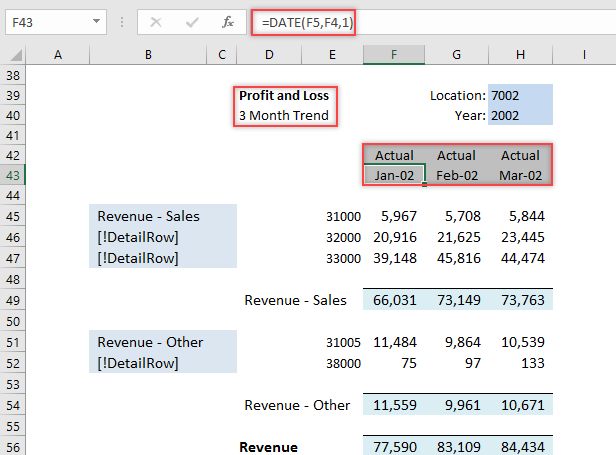 F43 fx =DATE(F5,F4,1)
A B C D E F G H I
38
39 Profit and Loss Location: 7002
40 3 Month Trend Year: 2002
41
42 Actual Actual Actual
43 Jan-02 Feb-02 Mar-02
44
45 Revenue - Sales 31000 5,967 5,708 5,844
46 [!DetailRow] 32000 20,916 21,625 23,445
47 [!DetailRow] 33000 39,148 45,816 44,474
48
49 Revenue - Sales 66,031 73,149 73,763
50
51 Revenue - Other 31005 11,484 9,864 10,539
52 [!DetailRow] 38000 75 97 133
53
54 Revenue - Other 11,559 9,961 10,671
55
56 Revenue 77,590 83,109 84,434